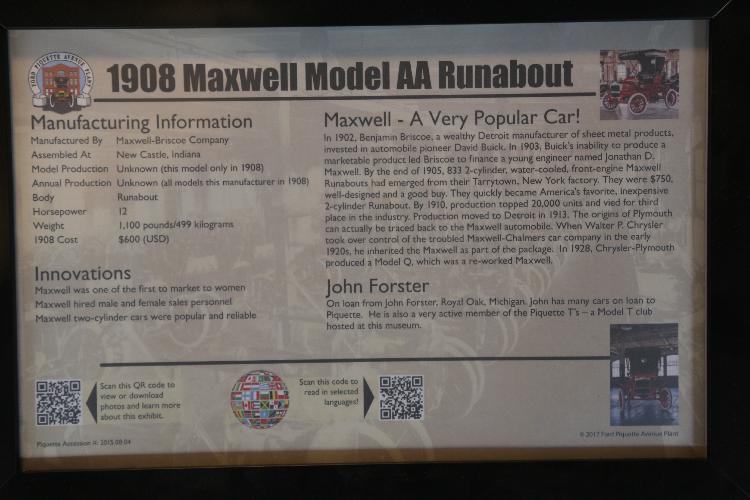 FORD PIQUETTE AVENUE PLANT
1908 Maxwell Model AA Runabout
Manufacturing Information
Manufactured By Maxwell-Briscoe Company
Assembled At New Castle, Indiana
Model Production Unknown (this model only in 1908)
Annual Production Unknown (all models this manufacturer in 1908)
Body Runabout
Horsepower 12
Weight 1,100 pounds/499 kilograms
1908 Cost $600 (USD)
Innovations
Maxwell was one of the first to market to women
Maxwell hired male and female sales personnel
Maxwell two-cylinder cars were popular and reliable
Maxwell - A Very Popular Car!
In 1902, Benjamin Briscoe, a wealthy Detroit manufacturer of sheet metal products,
invested in automobile pioneer David Buick. In 1903, Buick's inability to produce a
marketable product led Briscoe to finance a young engineer named Jonathan D.
Maxwell. By the end of 1905, 833 2-cylinder, water-cooled, front-engine Maxwell
Runabouts had emerged from their Tarrytown, New York factory. They were $750,
well-designed and a good buy. They quickly became America's favorite, inexpensive
2-cylinder Runabout. By 1910, production topped 20,000 units and vied for third
place in the industry. Production moved to Detroit in 1913. The origins of Plymouth
can actually be traced back to the Maxwell automobile. When Walter P. Chrysler
took over control of the troubled Maxwell-Chalmers car company in the early
1920s, he inherited the Maxwell as part of the package. In 1928, Chrysler-Plymouth
produced a Model Q, which was a re-worked Maxwell.
John Forster
On loan from John Forster, Royal Oak, Michigan. John has many cars on loan to
Piquette. He is also a very active member of the Piquette T's – a Model T club
hosted at this museum.
Scan this QR code to
view or download
photos and learn more
about this exhibit.
Scan this code to
read in selected
languages!
Piquette Accession #: 2015.08.04
© 2017 Ford Piquette Avenue Plant